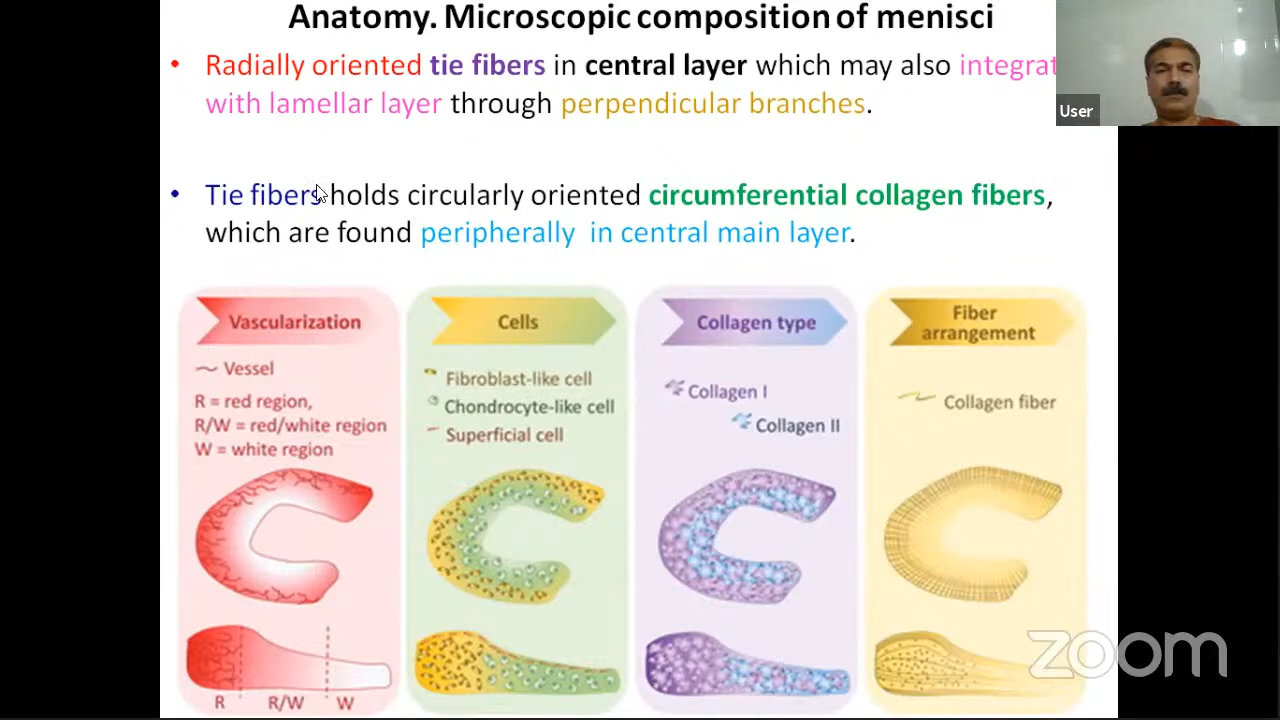 Anatomy. Microscopic composition of menisci
• Radially oriented tie fibers in central layer which may also integrat
with lamellar layer through perpendicular branches.
User
• Tie fibers holds circularly oriented circumferential collagen fibers,
which are found peripherally in central main layer.
Vascularization
Vessel
R = red region,
R/W = red/white region
W = white region
R R/W W
Cells
Fibroblast-like cell
Chondrocyte-like cell
Superficial cell
Collagen type
Collagen I
Collagen II
Fiber
arrangement
Collagen fiber
zoom